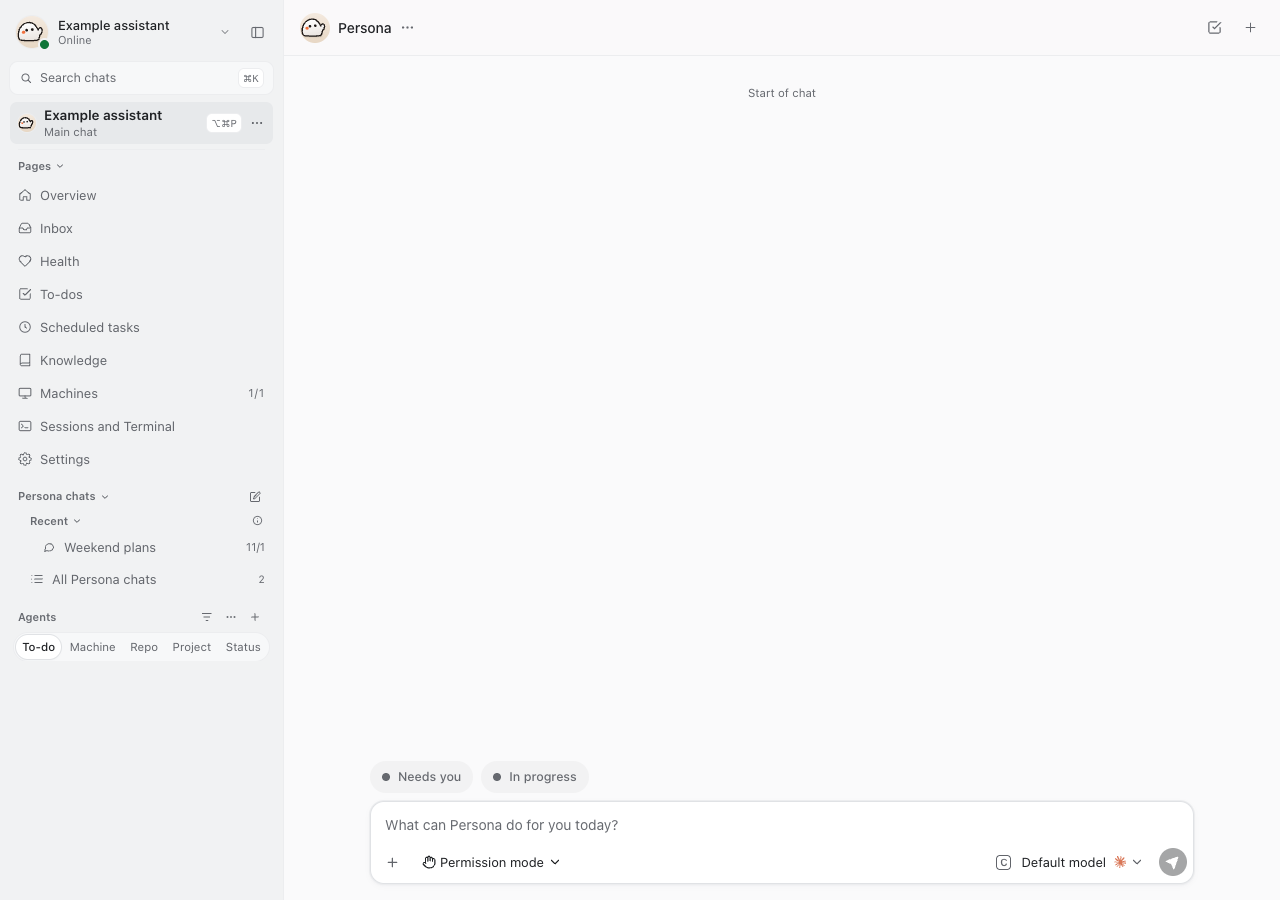 Example assistant
Online
Search chats
⌘K
Example assistant
Main chat
⌥⌘P
Pages
Overview
Inbox
Health
To-dos
Scheduled tasks
Knowledge
Machines
1/1
Sessions and Terminal
Settings
Persona chats
Recent
Weekend plans
11/1
All Persona chats
2
Agents
To-do Machine Repo Project Status
Persona
Start of chat
Needs you
In progress
What can Persona do for you today?
Permission mode
C
Default model